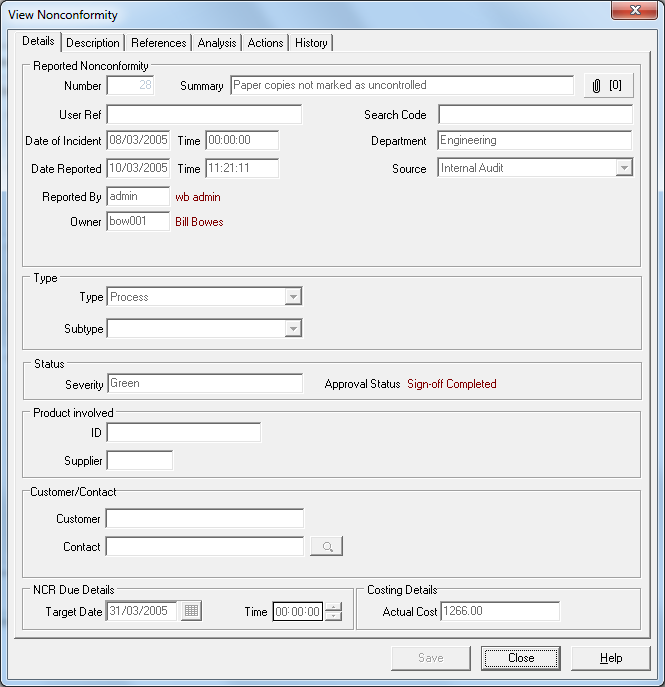 View Nonconformity
Details Description References Analysis Actions History
Reported Nonconformity
Number 28 Summary Paper copies not marked as uncontrolled [0]
User Ref Search Code
Date of Incident 08/03/2005 Time 00:00:00 Department Engineering
Date Reported 10/03/2005 Time 11:21:11 Source Internal Audit
Reported By admin wb admin
Owner bow001 Bill Bowes
Type
Type Process
Subtype
Status
Severity Green Approval Status Sign-off Completed
Product involved
ID
Supplier
Customer/Contact
Customer
Contact
NCR Due Details Costing Details
Target Date 31/03/2005 Time 00:00:00 Actual Cost 1266.00
Save Close Help